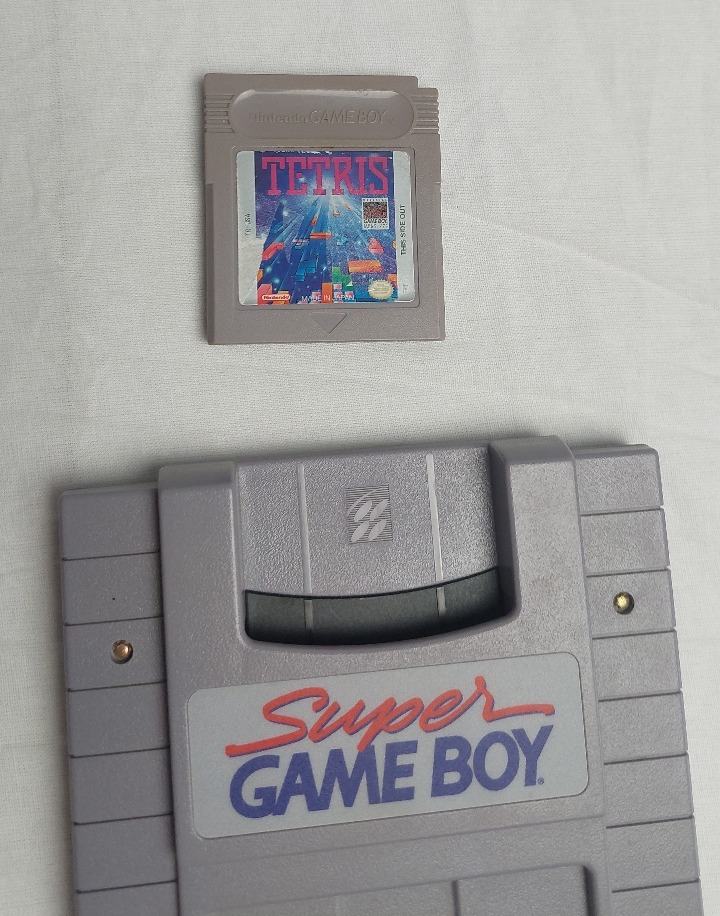 Nintendo GAME BOY
TETRIS
THIS SIDE OUT
Nintendo
MADE IN JAPAN
Super
GAME BOY®